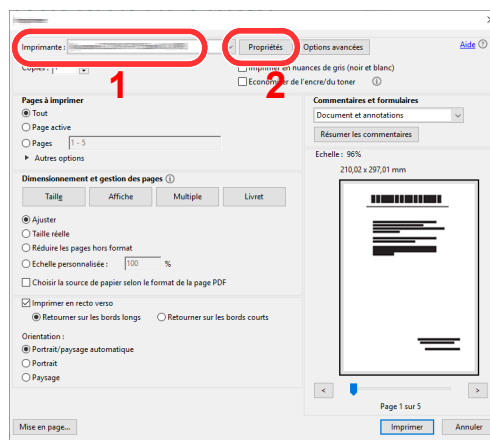 Imprimante :
Propriétés
Options avancées
Aide
1
2
Copies :
Imprimer en nuances de gris (noir et blanc)
Economiser de l'encre/du toner
Pages à imprimer
Tout
Page active
Pages 1 - 5
Autres options
Commentaires et formulaires
Document et annotations
Résumer les commentaires
Echelle : 96%
210,02 x 297,01 mm
Dimensionnement et gestion des pages
Taille Affiche Multiple Livret
Ajuster
Taille réelle
Réduire les pages hors format
Echelle personnalisée : 100 %
Choisir la source de papier selon le format de la page PDF
Imprimer en recto verso
Retourner sur les bords longs Retourner sur les bords courts
Orientation :
Portrait/paysage automatique
Portrait
Paysage
< >
Page 1 sur 5
Mise en page...
Imprimer Annuler